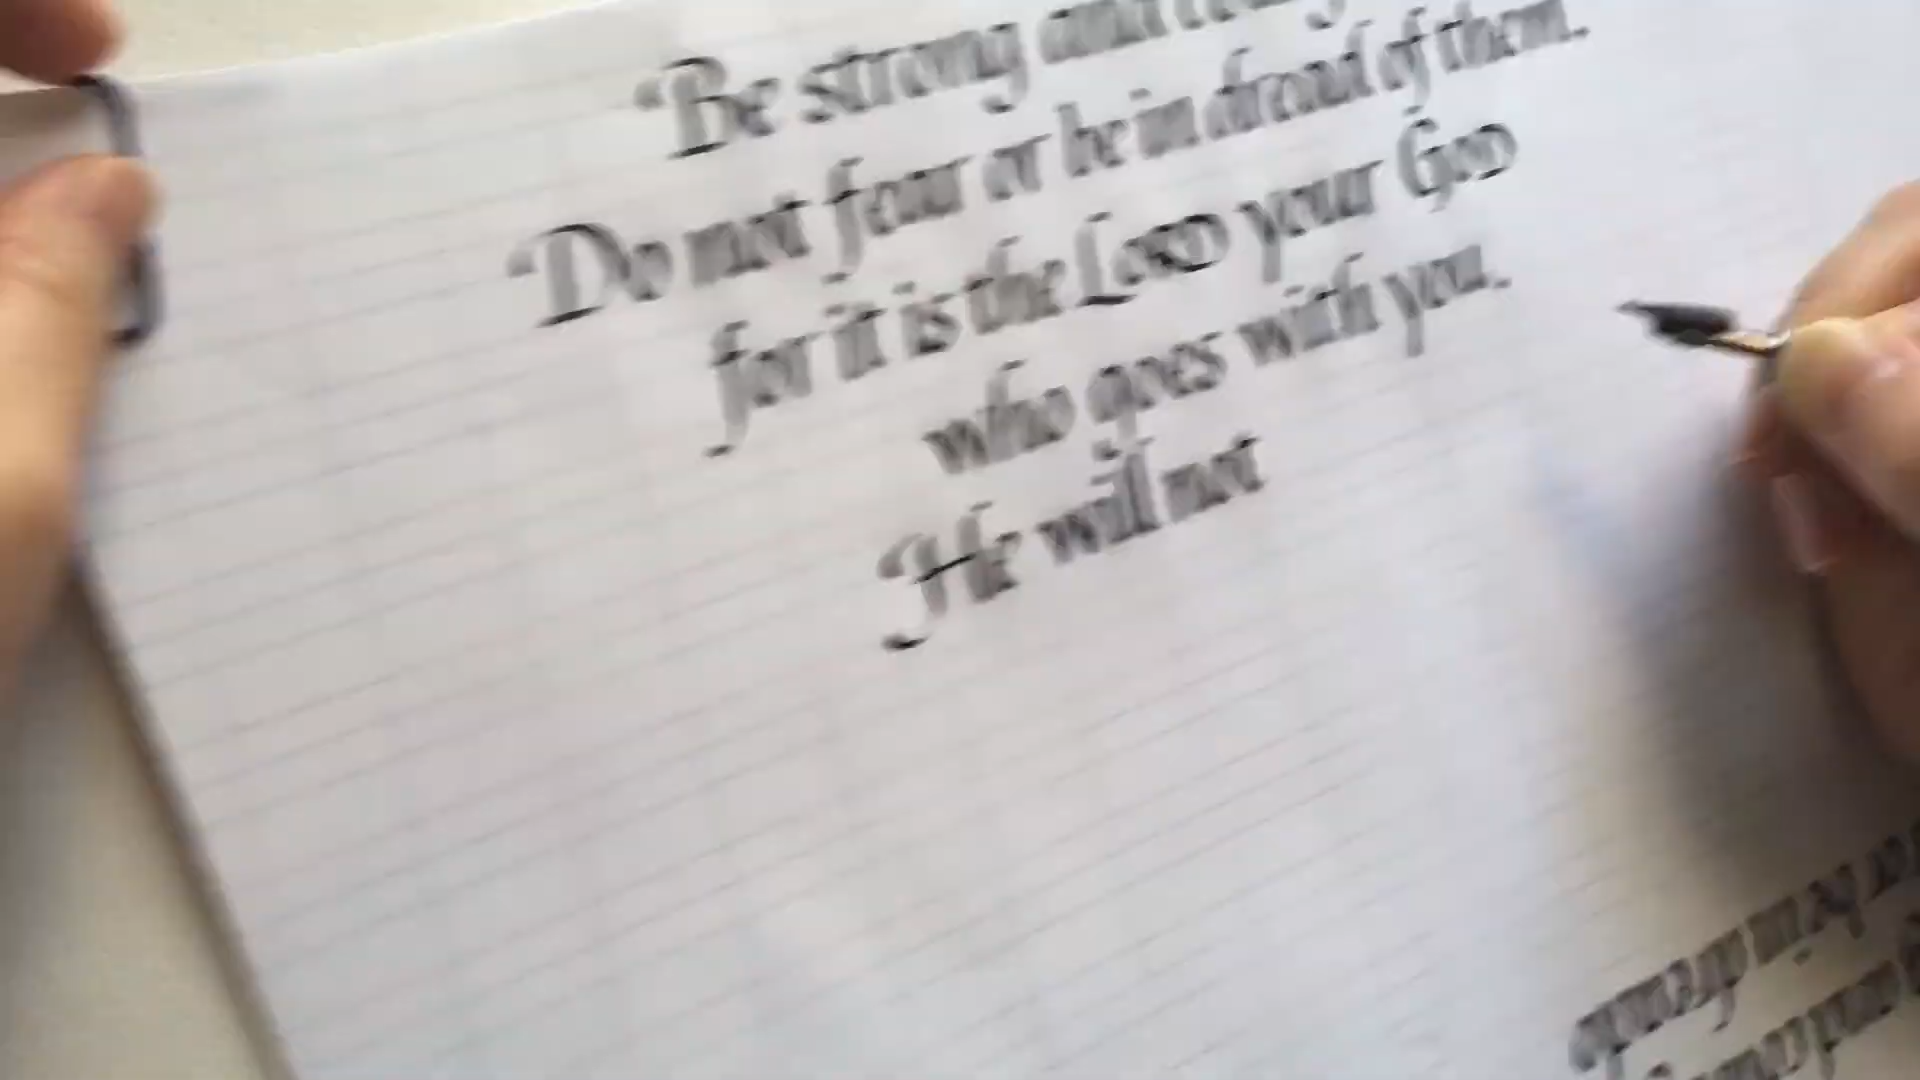 Be strong and
Do not fear or be in dread of them.
for it is the LORD your GOD
who goes with you.
He will not